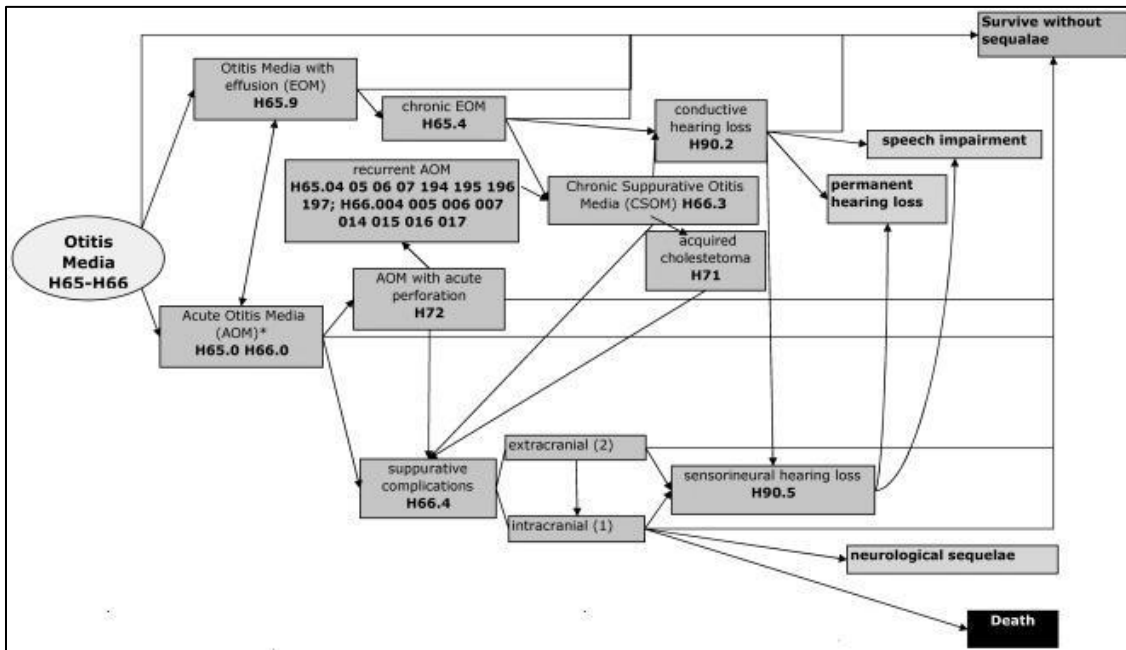 Survive without
sequalae
Otitis Media with
effusion (EOM)
H65.9
chronic EOM
H65.4
conductive
hearing loss
H90.2
speech impairment
recurrent AOM
H65.04 05 06 07 194 195 196
197; H66.004 005 006 007
014 015 016 017
Chronic Suppurative Otitis
Media (CSOM) H66.3
permanent
hearing loss
Otitis
Media
H65-H66
acquired
cholestetoma
H71
AOM with acute
perforation
H72
Acute Otitis Media
(AOM)*
H65.0 H66.0
extracranial (2)
suppurative
complications
H66.4
sensorineural hearing loss
H90.5
intracranial (1)
neurological sequelae
Death